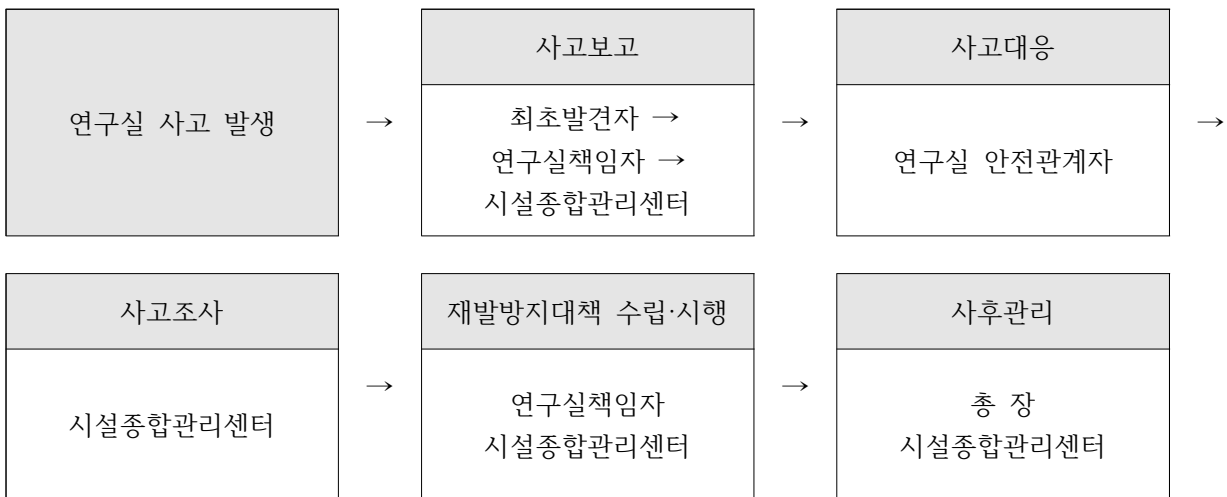 연구실 사고 발생
→
사고보고
최초발견자 →
연구실책임자 →
시설종합관리센터
→
사고대응
연구실 안전관계자
→
사고조사
시설종합관리센터
→
재발방지대책 수립·시행
연구실책임자
시설종합관리센터
→
사후관리
총 장
시설종합관리센터